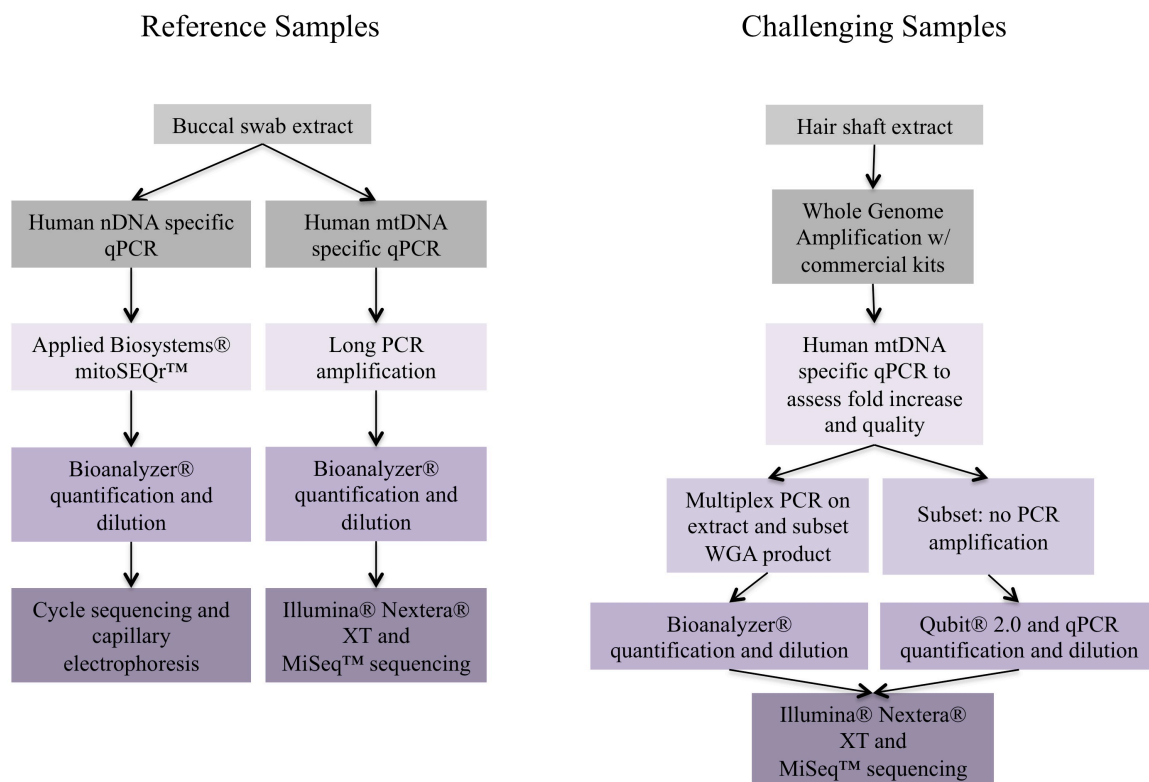 Reference Samples
Buccal swab extract
Human nDNA specific
qPCR
Human mtDNA
specific qPCR
Applied Biosystems®
mitoSEQr™
Long PCR
amplification
Bioanalyzer®
quantification and
dilution
Bioanalyzer®
quantification and
dilution
Cycle sequencing and
capillary
electrophoresis
Illumina® Nextera®
XT and
MiSeq™ sequencing
Challenging Samples
Hair shaft extract
Whole Genome
Amplification w/
commercial kits
Human mtDNA
specific qPCR to
assess fold increase
and quality
Multiplex PCR on
extract and subset
WGA product
Subset: no PCR
amplification
Bioanalyzer®
quantification and dilution
Qubit® 2.0 and qPCR
quantification and dilution
Illumina® Nextera®
XT and
MiSeq™ sequencing